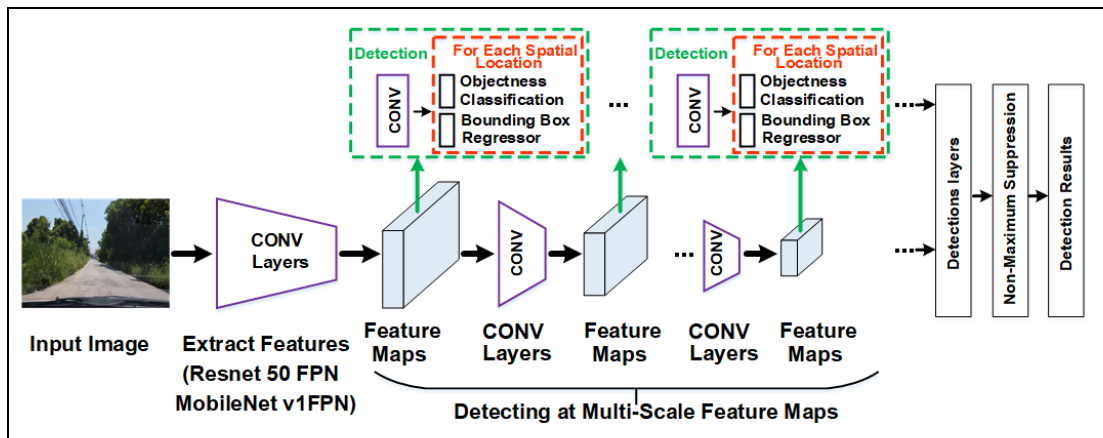 Detection
For Each Spatial
Location
CONV
Objectness
Classification
Bounding Box
Regressor
...
Detection
For Each Spatial
Location
CONV
Objectness
Classification
Bounding Box
Regressor
...
CONV
Layers
CONV
...
CONV
...
Detections layers
Non-Maximum Suppression
Detection Results
Input Image
Extract Features
(Resnet 50 FPN
MobileNet v1FPN)
Feature
Maps
CONV
Layers
Feature
Maps
CONV
Layers
Feature
Maps
Detecting at Multi-Scale Feature Maps